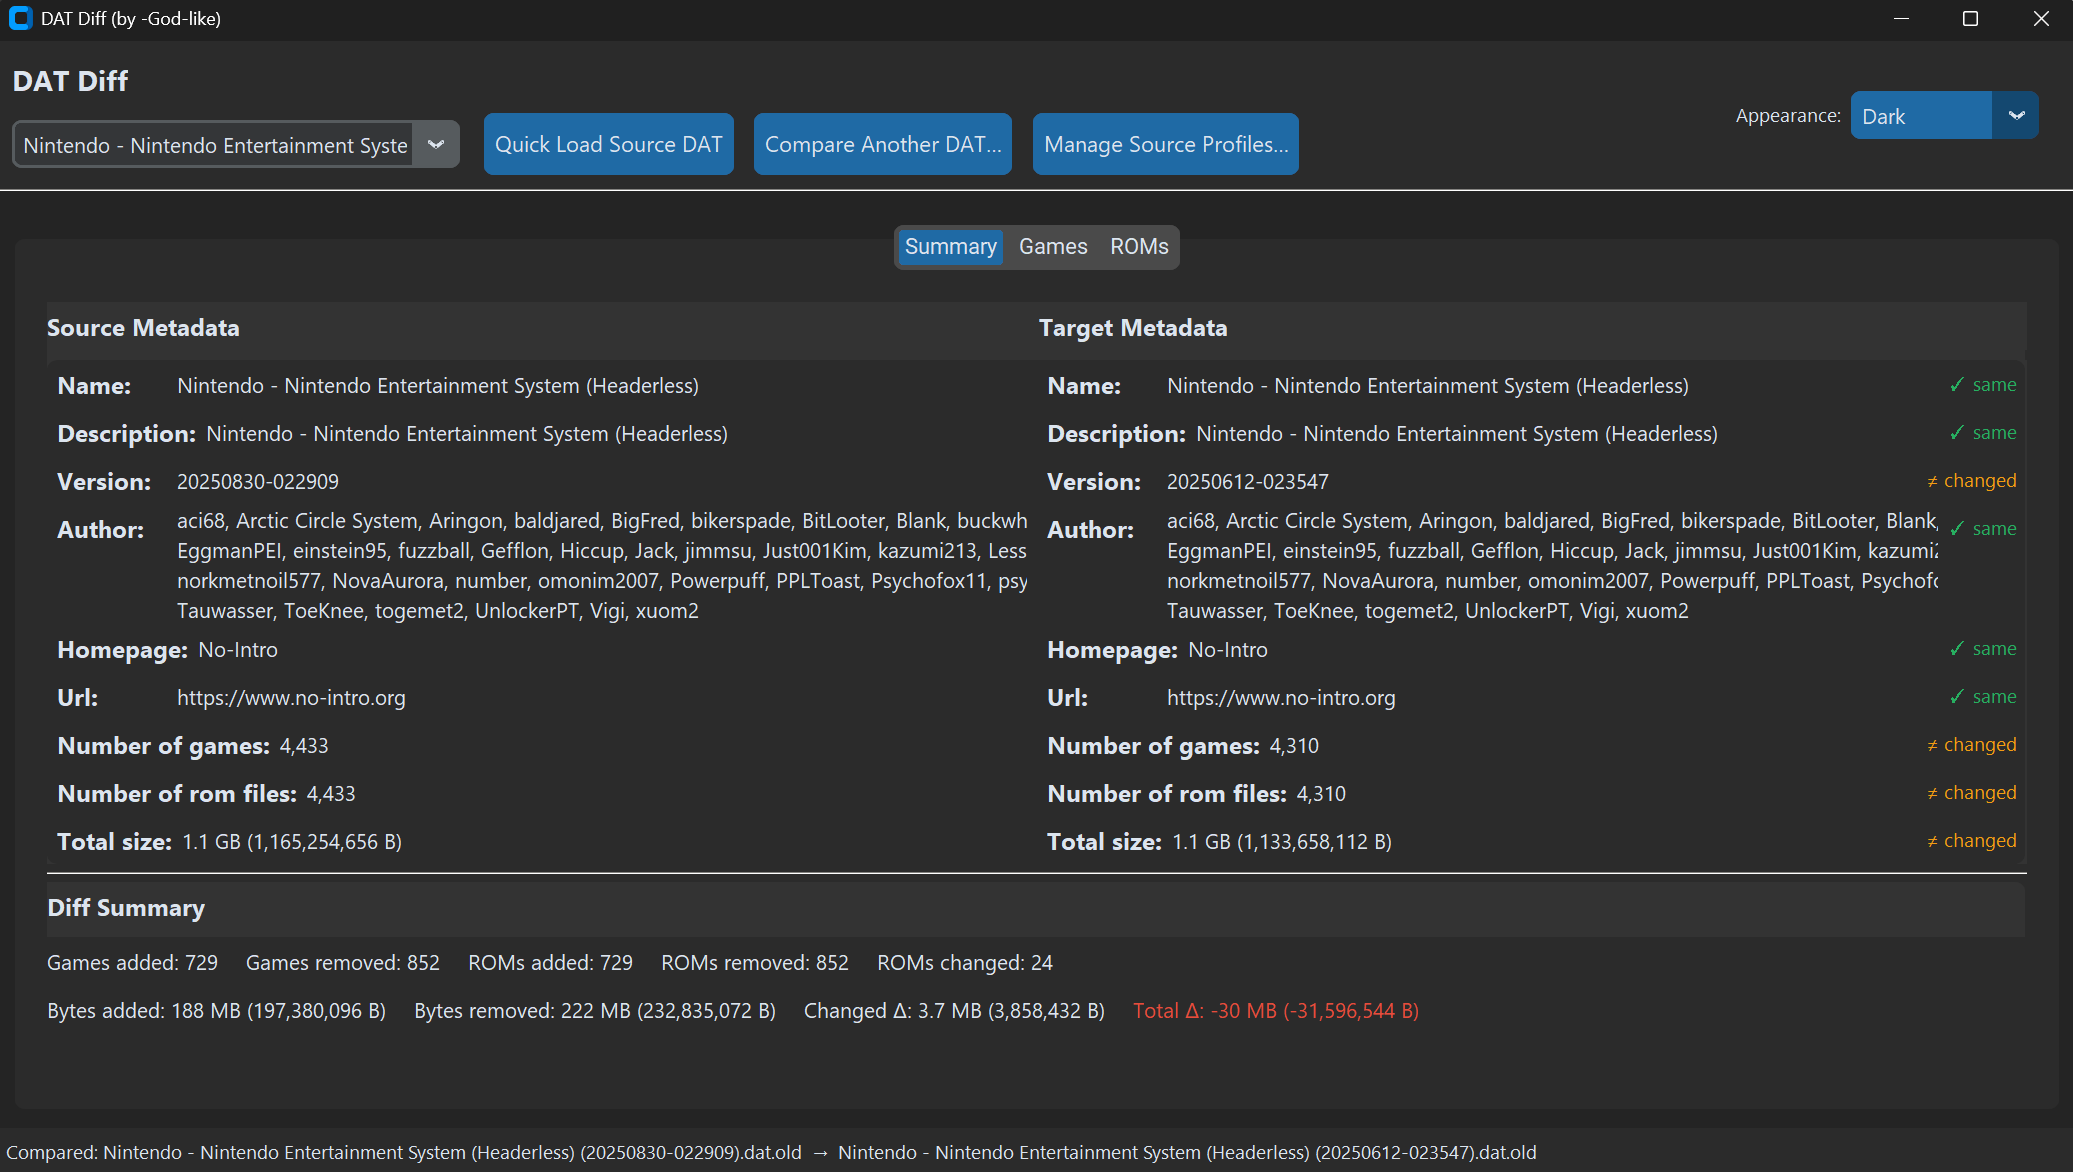 DAT Diff (by -God-like)
DAT Diff
Nintendo - Nintendo Entertainment Syste
Quick Load Source DAT
Compare Another DAT...
Manage Source Profiles...
Appearance:
Dark
Summary
Games
ROMs
Source Metadata
Name: Nintendo - Nintendo Entertainment System (Headerless)
Description: Nintendo - Nintendo Entertainment System (Headerless)
Version: 20250830-022909
Author: aci68, Arctic Circle System, Aringon, baldjared, BigFred, bikerspade, BitLooter, Blank, buckwh
EggmanPEI, einstein95, fuzzball, Gefflon, Hiccup, Jack, jimmsu, Just001Kim, kazumi213, Less
norkmetnoil577, NovaAurora, number, omonim2007, Powerpuff, PPLToast, Psychofox11, psy
Tauwasser, ToeKnee, togemet2, UnlockerPT, Vigi, xuom2
Homepage: No-Intro
Url: https://www.no-intro.org
Number of games: 4,433
Number of rom files: 4,433
Total size: 1.1 GB (1,165,254,656 B)
Target Metadata
Name: Nintendo - Nintendo Entertainment System (Headerless) ✓ same
Description: Nintendo - Nintendo Entertainment System (Headerless) ✓ same
Version: 20250612-023547 ≠ changed
Author: aci68, Arctic Circle System, Aringon, baldjared, BigFred, bikerspade, BitLooter, Blank, ✓ same
EggmanPEI, einstein95, fuzzball, Gefflon, Hiccup, Jack, jimmsu, Just001Kim, kazumi2
norkmetnoil577, NovaAurora, number, omonim2007, Powerpuff, PPLToast, Psychofo
Tauwasser, ToeKnee, togemet2, UnlockerPT, Vigi, xuom2
Homepage: No-Intro ✓ same
Url: https://www.no-intro.org ✓ same
Number of games: 4,310 ≠ changed
Number of rom files: 4,310 ≠ changed
Total size: 1.1 GB (1,133,658,112 B) ≠ changed
Diff Summary
Games added: 729 Games removed: 852 ROMs added: 729 ROMs removed: 852 ROMs changed: 24
Bytes added: 188 MB (197,380,096 B) Bytes removed: 222 MB (232,835,072 B) Changed Δ: 3.7 MB (3,858,432 B) Total Δ: -30 MB (-31,596,544 B)
Compared: Nintendo - Nintendo Entertainment System (Headerless) (20250830-022909).dat.old → Nintendo - Nintendo Entertainment System (Headerless) (20250612-023547).dat.old